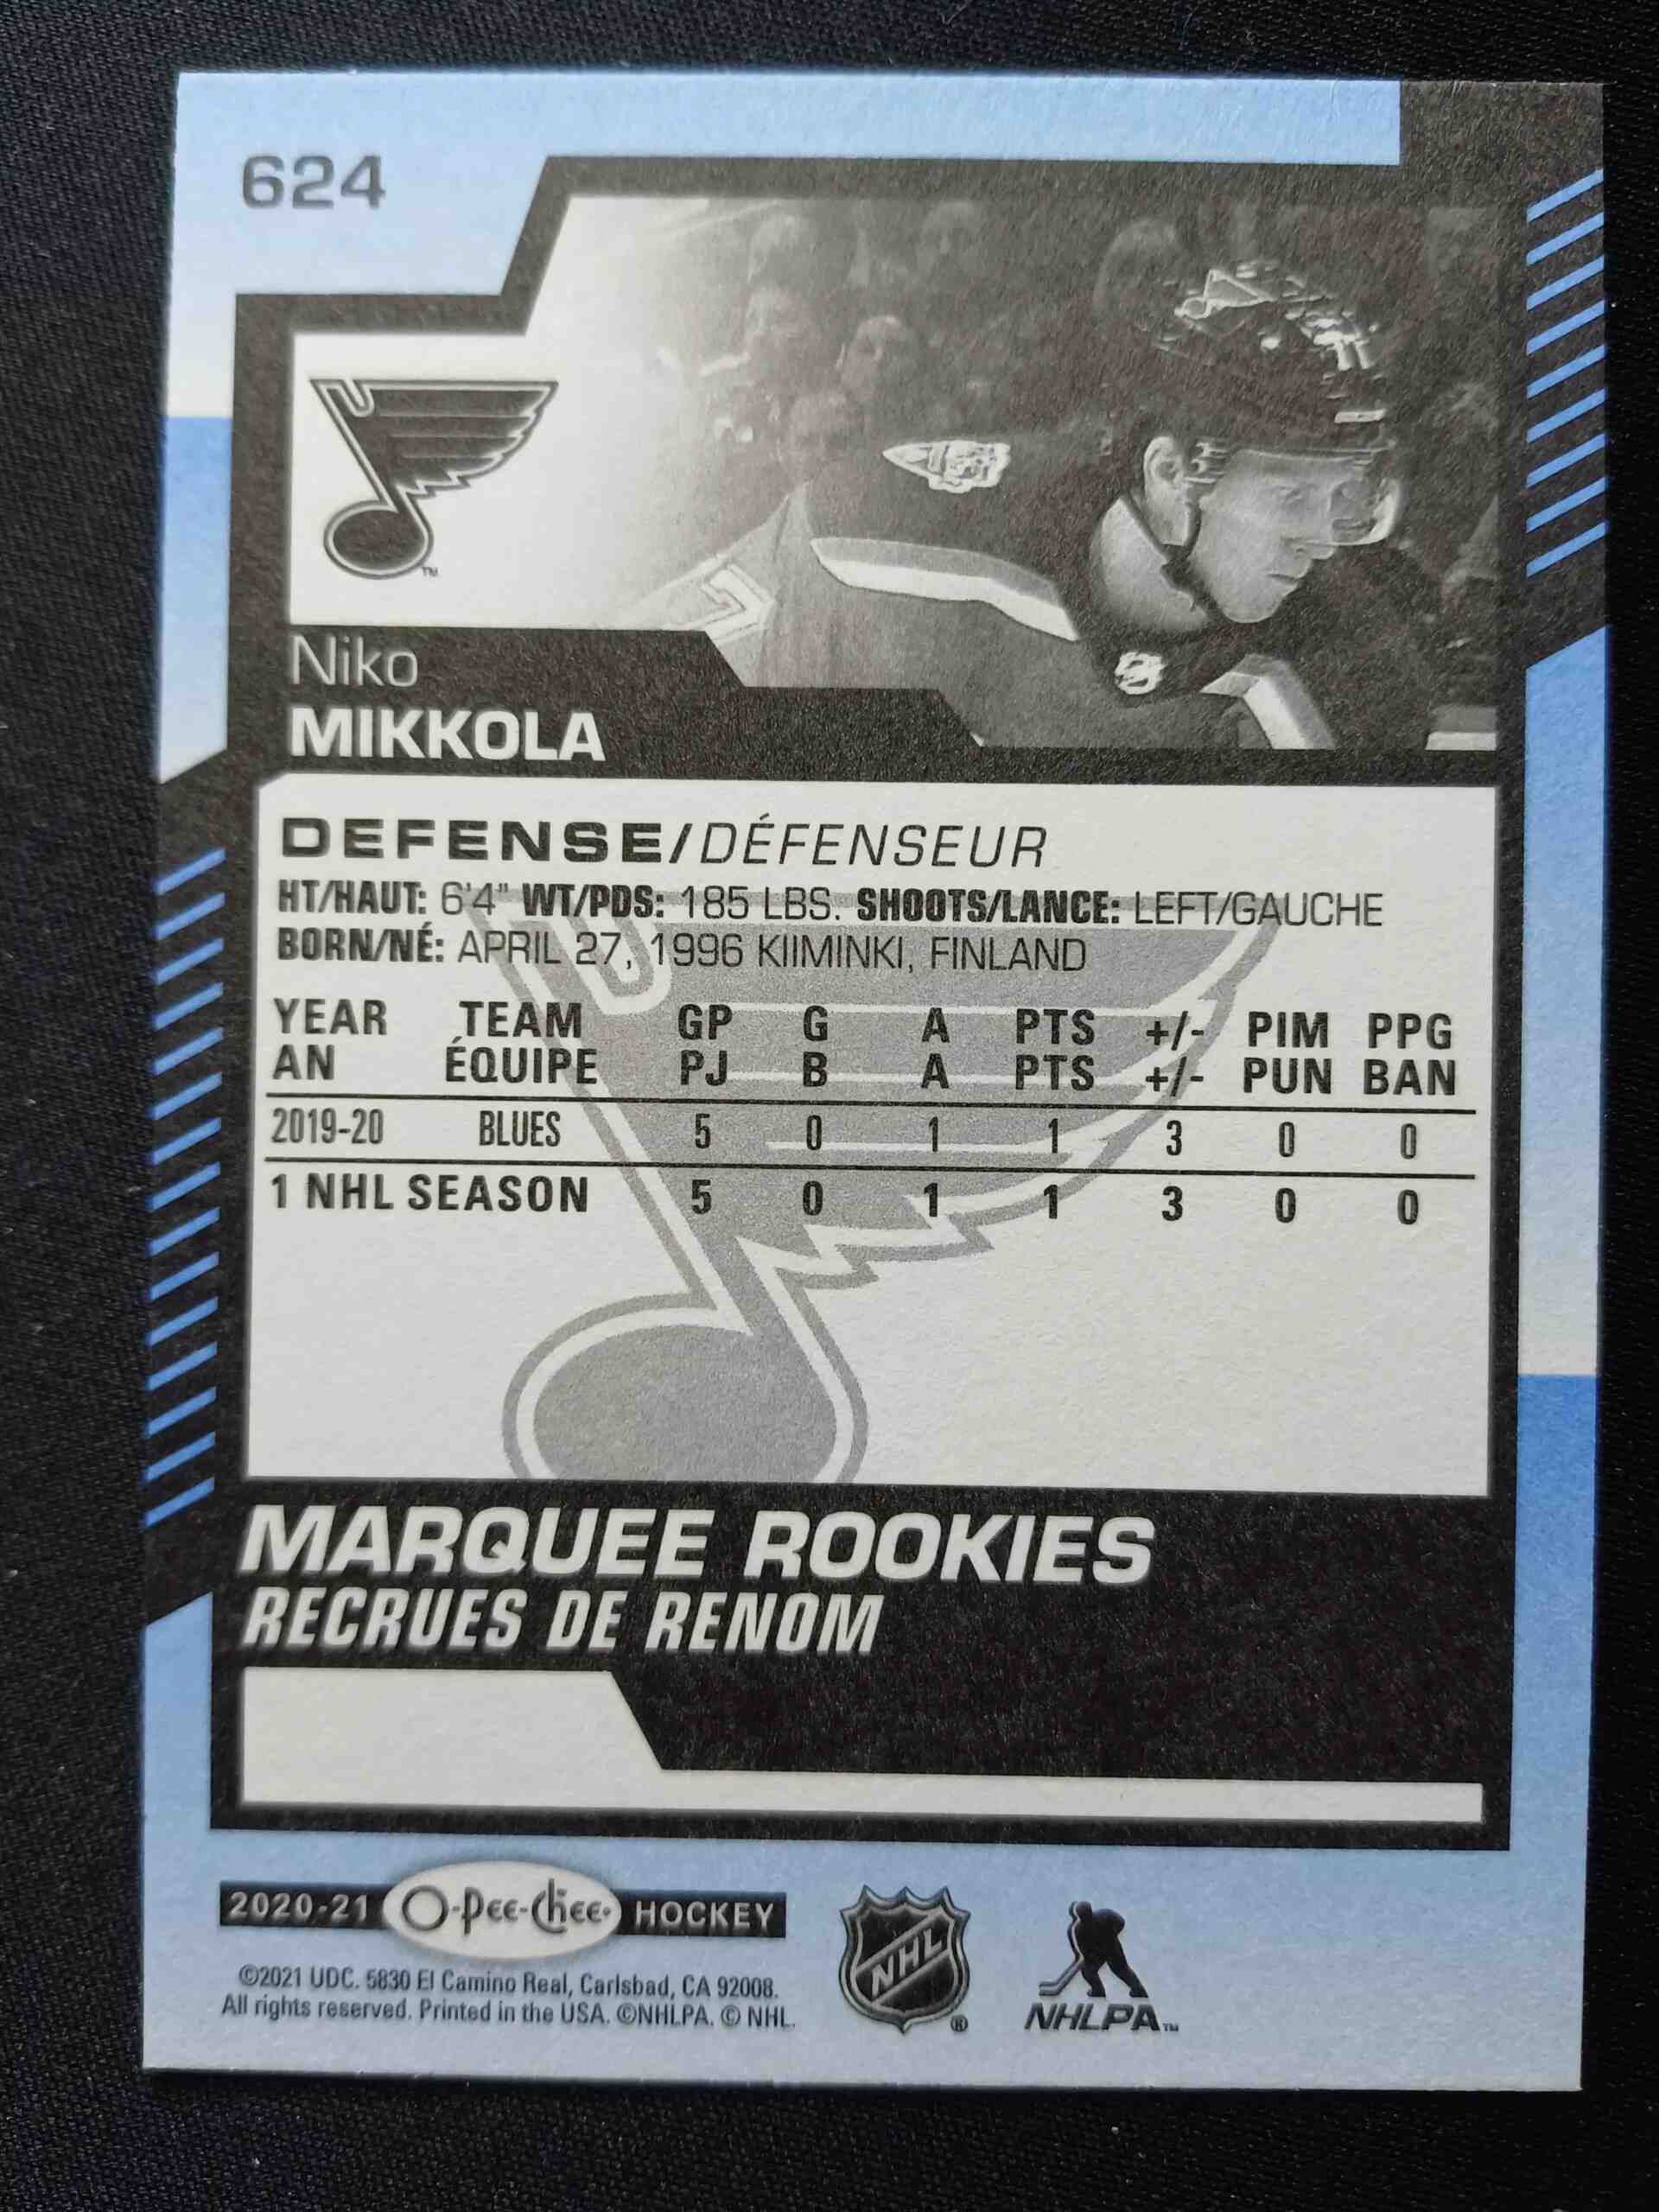 624
TM
Niko
MIKKOLA
DEFENSE/DÉFENSEUR
HT/HAUT: 6'4" WT/PDS: 185 LBS. SHOOTS/LANCE: LEFT/GAUCHE
BORN/NÉ: APRIL 27, 1996 KIIMINKI, FINLAND
YEAR TEAM GP G A PTS +/- PIM PPG
AN ÉQUIPE PJ B A PTS +/- PUN BAN
2019-20 BLUES 5 0 1 1 3 0 0
1 NHL SEASON 5 0 1 1 3 0 0
MARQUEE ROOKIES
RECRUES DE RENOM
2020-21 O-Pee-Chee HOCKEY
©2021 UDC. 5830 El Camino Real, Carlsbad, CA 92008.
All rights reserved. Printed in the USA. ©NHLPA. © NHL.
NHL ®
NHLPA TM